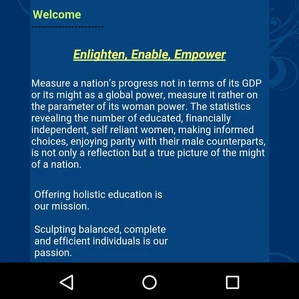 Welcome
Enlighten, Enable, Empower
Measure a nation's progress not in terms of its GDP
or its might as a global power, measure it rather on
the parameter of its woman power. The statistics
revealing the number of educated, financially
independent, self reliant women, making informed
choices, enjoying parity with their male counterparts,
is not only a reflection but a true picture of the might
of a nation.
Offering holistic education is
our mission.
Sculpting balanced, complete
and efficient individuals is our
passion.